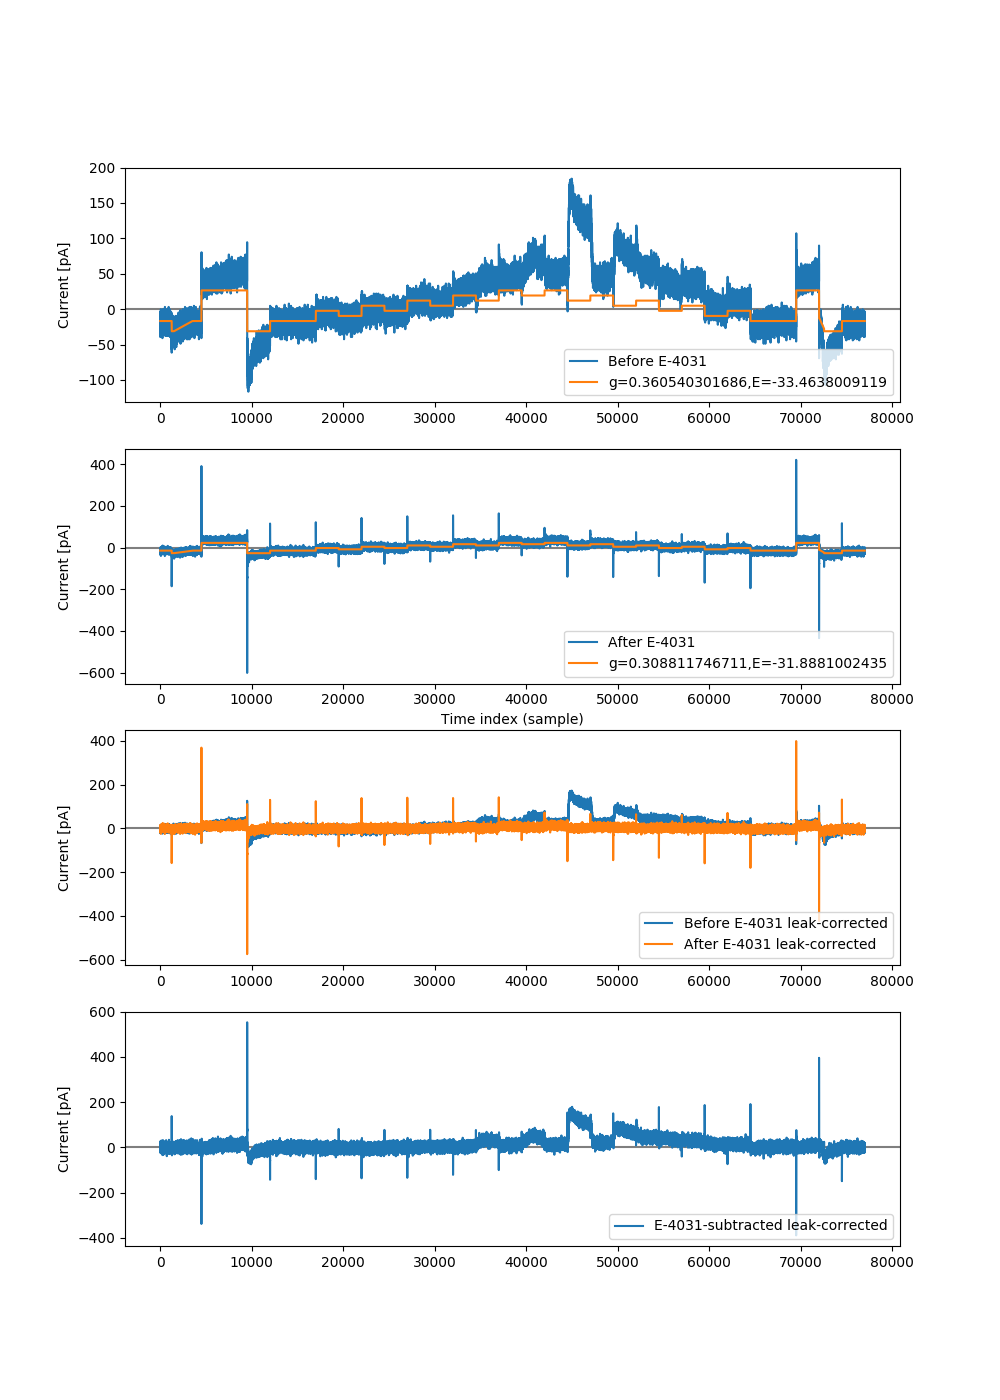 200
150
100
50
0
−50
−100
Current [pA]
Before E-4031
g=0.360540301686,E=-33.4638009119
0 10000 20000 30000 40000 50000 60000 70000 80000
400
200
0
−200
−400
−600
Current [pA]
After E-4031
g=0.308811746711,E=-31.8881002435
0 10000 20000 30000 40000 50000 60000 70000 80000
Time index (sample)
400
200
0
−200
−400
−600
Current [pA]
Before E-4031 leak-corrected
After E-4031 leak-corrected
0 10000 20000 30000 40000 50000 60000 70000 80000
600
400
200
0
−200
−400
Current [pA]
E-4031-subtracted leak-corrected
0 10000 20000 30000 40000 50000 60000 70000 80000